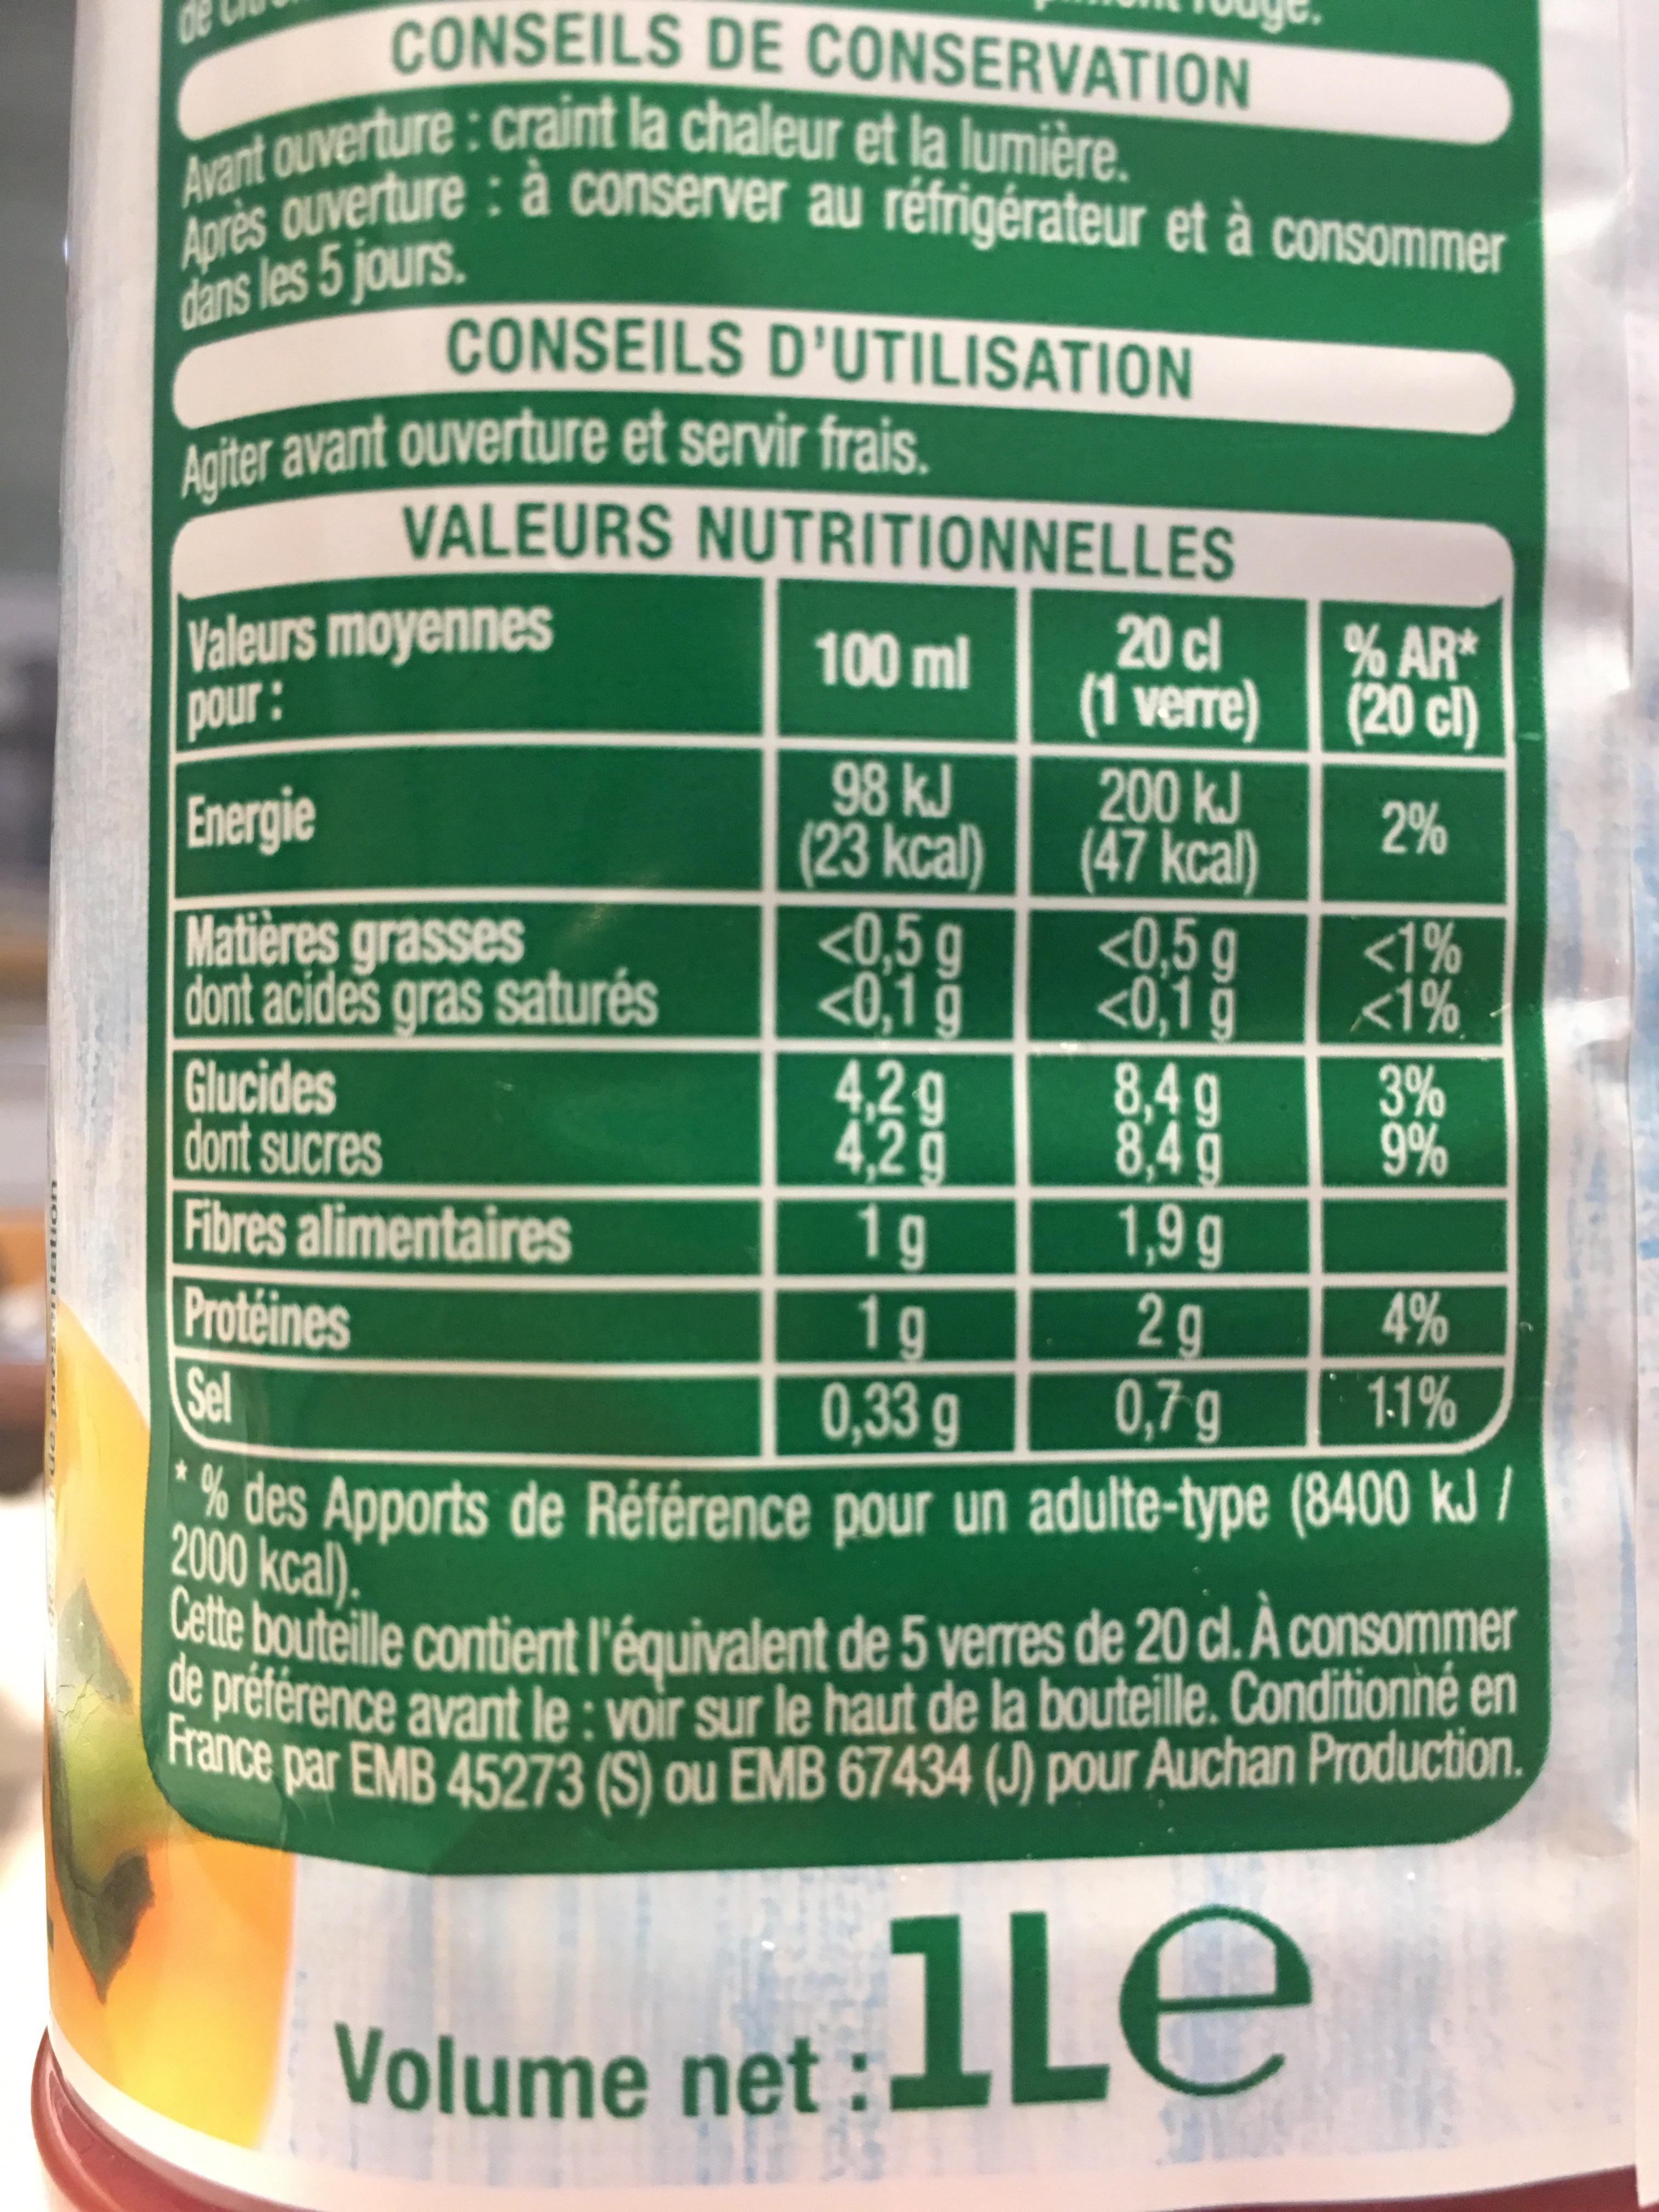 rouge.
CONSEILS DE CONSERVATION
Avant ouverture : craint la chaleur et la lumière.
Après ouverture : à conserver au réfrigérateur et à consommer
dans les 5 jours.
CONSEILS D'UTILISATION
Agiter avant ouverture et servir frais.
VALEURS NUTRITIONNELLES
Valeurs moyennes pour : 100 ml 20 cl (1 verre) % AR* (20 cl)
Energie 98 kJ (23 kcal) 200 kJ (47 kcal) 2%
Matières grasses <0,5 g <0,5 g <1%
dont acides gras saturés <0,1 g <0,1 g <1%
Glucides 4,2 g 8,4 g 3%
dont sucres 4,2 g 8,4 g 9%
Fibres alimentaires 1 g 1,9 g
Protéines 1 g 2 g 4%
Sel 0,33 g 0,7 g 11%
* % des Apports de Référence pour un adulte-type (8400 kJ /
2000 kcal).
Cette bouteille contient l'équivalent de 5 verres de 20 cl. À consommer
de préférence avant le : voir sur le haut de la bouteille. Conditionné en
France par EMB 45273 (S) ou EMB 67434 (J) pour Auchan Production.
Volume net : 1L e